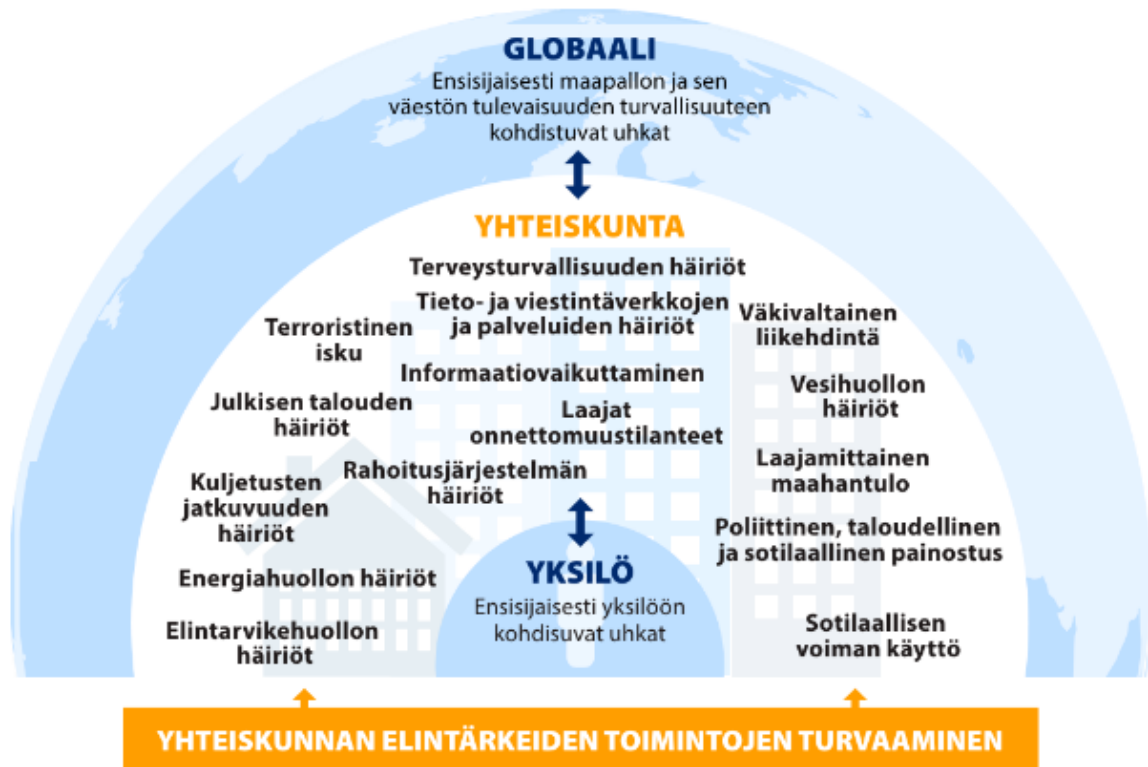 GLOBAALI
Ensisijaisesti maapallon ja sen
väestön tulevaisuuden turvallisuuteen
kohdistuvat uhkat
YHTEISKUNTA
Terveysturvallisuuden häiriöt
Tieto- ja viestintäverkkojen
ja palveluiden häiriöt
Terroristinen
isku
Väkivaltainen
liikehdintä
Informaatiovaikuttaminen
Julkisen talouden
häiriöt
Laajat
onnettomuustilanteet
Vesihuollon
häiriöt
Rahoitusjärjestelmän
häiriöt
Kuljetusten
jatkuvuuden
häiriöt
Laajamittainen
maahantulo
Poliittinen, taloudellinen
ja sotilaallinen painostus
Energiahuollon häiriöt
YKSILÖ
Ensisijaisesti yksilöön
kohdisuvat uhkat
Elintarvikehuollon
häiriöt
Sotilaallisen
voiman käyttö
YHTEISKUNNAN ELINTÄRKEIDEN TOIMINTOJEN TURVAAMINEN